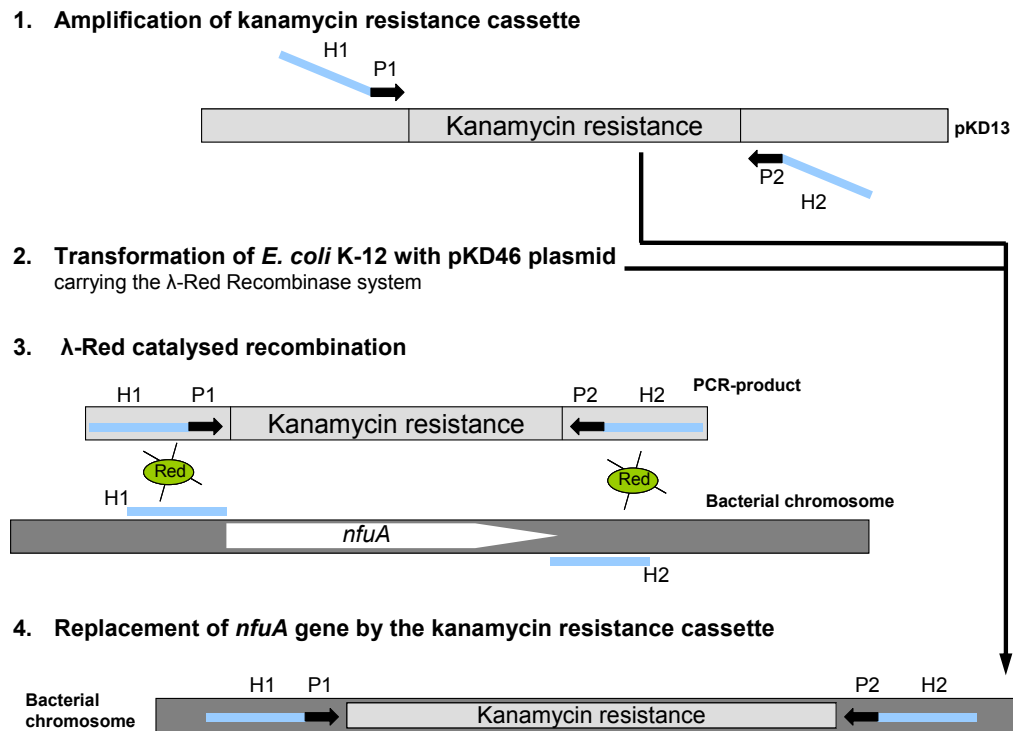 1. Amplification of kanamycin resistance cassette
H1
P1
Kanamycin resistance
pKD13
P2
H2
2. Transformation of E. coli K-12 with pKD46 plasmid
carrying the λ-Red Recombinase system
3. λ-Red catalysed recombination
H1 P1 P2 H2 PCR-product
Kanamycin resistance
Red Red
H1 Bacterial chromosome
nfuA
H2
4. Replacement of nfuA gene by the kanamycin resistance cassette
H1 P1 P2 H2
Bacterial
chromosome
Kanamycin resistance